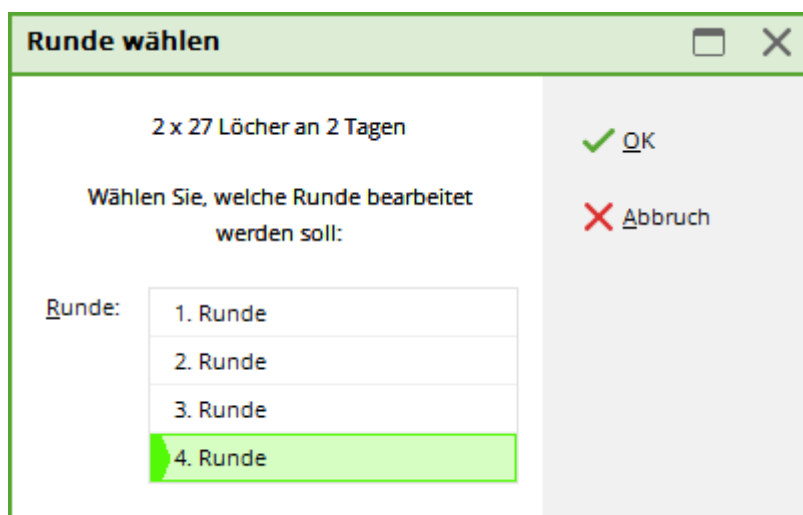 Runde wählen
2 x 27 Löcher an 2 Tagen
Wählen Sie, welche Runde bearbeitet
werden soll:
Runde:
1. Runde
2. Runde
3. Runde
4. Runde
OK
Abbruch